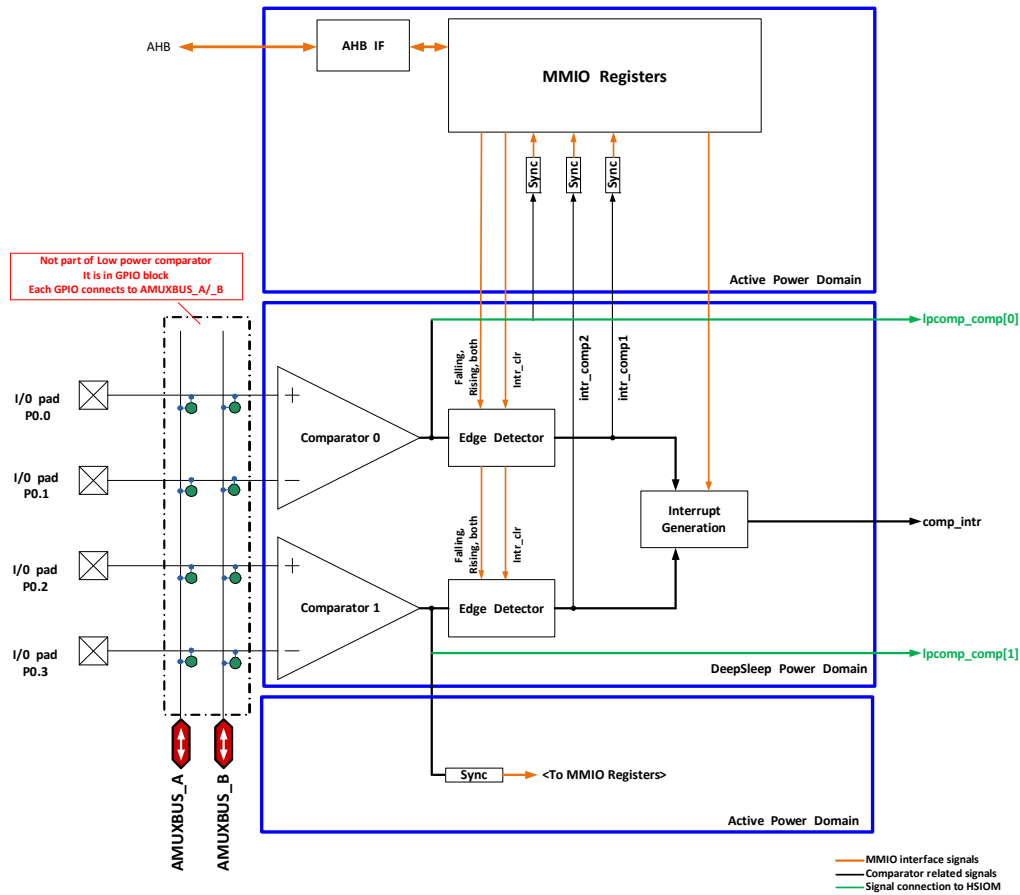 AHB
AHB IF
MMIO Registers
Sync
Sync
Sync
Active Power Domain
Not part of Low power comparator
It is in GPIO block
Each GPIO connects to AMUXBUS_A/_B
lpcomp_comp[0]
Falling,
Rising, both
Intr_clr
intr_comp2
intr_comp1
I/0 pad
P0.0
+
Comparator 0
Edge Detector
I/0 pad
P0.1
−
Interrupt
Generation
comp_intr
Falling,
Rising, both
Intr_clr
I/0 pad
P0.2
+
Comparator 1
Edge Detector
I/0 pad
P0.3
−
lpcomp_comp[1]
DeepSleep Power Domain
AMUXBUS_A
AMUXBUS_B
Sync
<To MMIO Registers>
Active Power Domain
MMIO interface signals
Comparator related signals
Signal connection to HSIOM